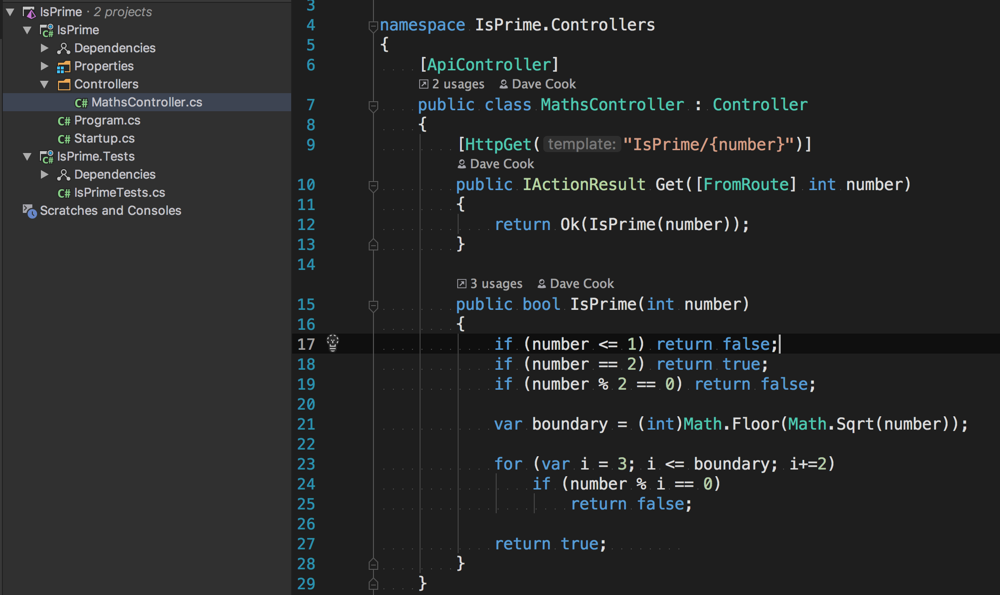 IsPrime · 2 projects
IsPrime
Dependencies
Properties
Controllers
C# MathsController.cs
C# Program.cs
C# Startup.cs
IsPrime.Tests
Dependencies
C# IsPrimeTests.cs
Scratches and Consoles
3
4 namespace IsPrime.Controllers
5 {
6 [ApiController]
2 usages Dave Cook
7 public class MathsController : Controller
8 {
9 [HttpGet( template: "IsPrime/{number}")]
Dave Cook
10 public IActionResult Get([FromRoute] int number)
11 {
12 return Ok(IsPrime(number));
13 }
14
3 usages Dave Cook
15 public bool IsPrime(int number)
16 {
17 if (number <= 1) return false;
18 if (number == 2) return true;
19 if (number % 2 == 0) return false;
20
21 var boundary = (int)Math.Floor(Math.Sqrt(number));
22
23 for (var i = 3; i <= boundary; i+=2)
24 if (number % i == 0)
25 return false;
26
27 return true;
28 }
29 }